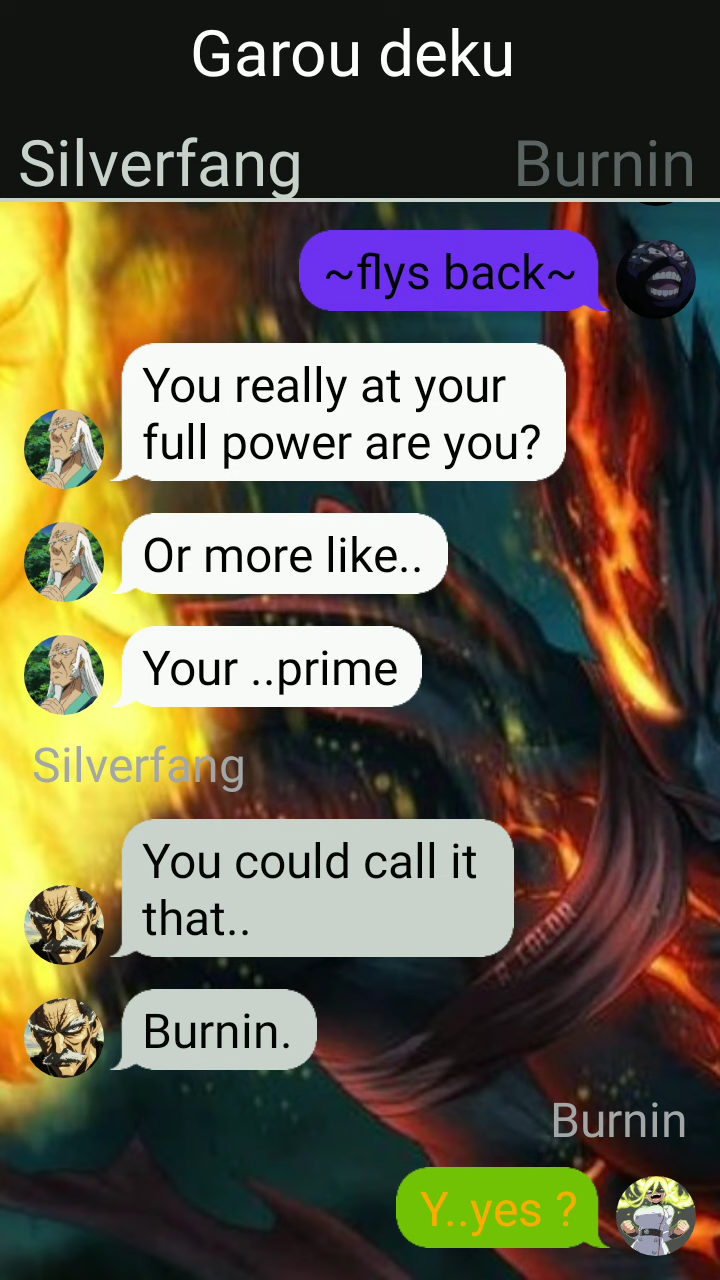 Garou deku
Silverfang
Burnin
~flys back~
You really at your
full power are you?
Or more like..
Your ..prime
Silverfang
You could call it
that..
Burnin.
Burnin
Y..yes ?